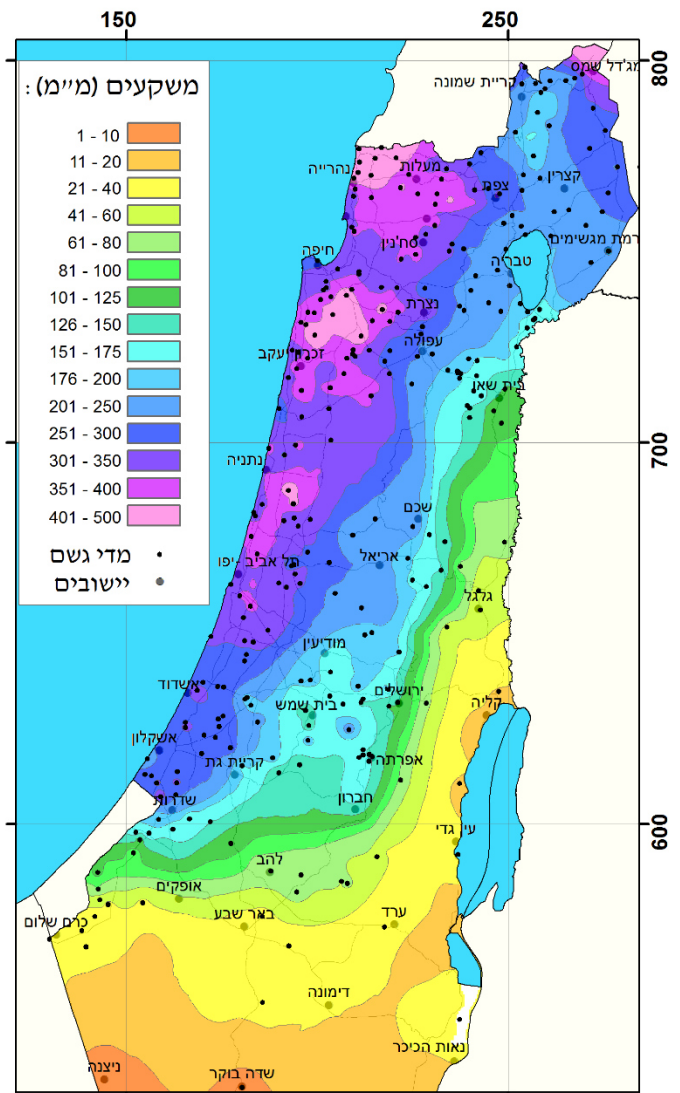 150 250
800
מג'דל שמס
קריית שמונה
משקעים (מ״מ) :
1 - 10
11 - 20
21 - 40
41 - 60
61 - 80
81 - 100
101 - 125
126 - 150
151 - 175
176 - 200
201 - 250
251 - 300
301 - 350
351 - 400
401 - 500
מדי גשם
יישובים
נהרייה
מעלות
צפת
קצרין
סח'נין
רמת מגשימים
חיפה
טבריה
נצרת
עפולה
זכרון יעקב
בית שאן
700
נתניה
שכם
אריאל
תל אביב -יפו
גלגל
מודיעין
אשדוד
ירושלים
קליה
בית שמש
אשקלון
אפרתה
קריית גת
שדרות
חברון
600
עין גדי
להב
אופקים
כרם שלום
באר שבע
ערד
דימונה
נאות הכיכר
ניצנה
שדה בוקר